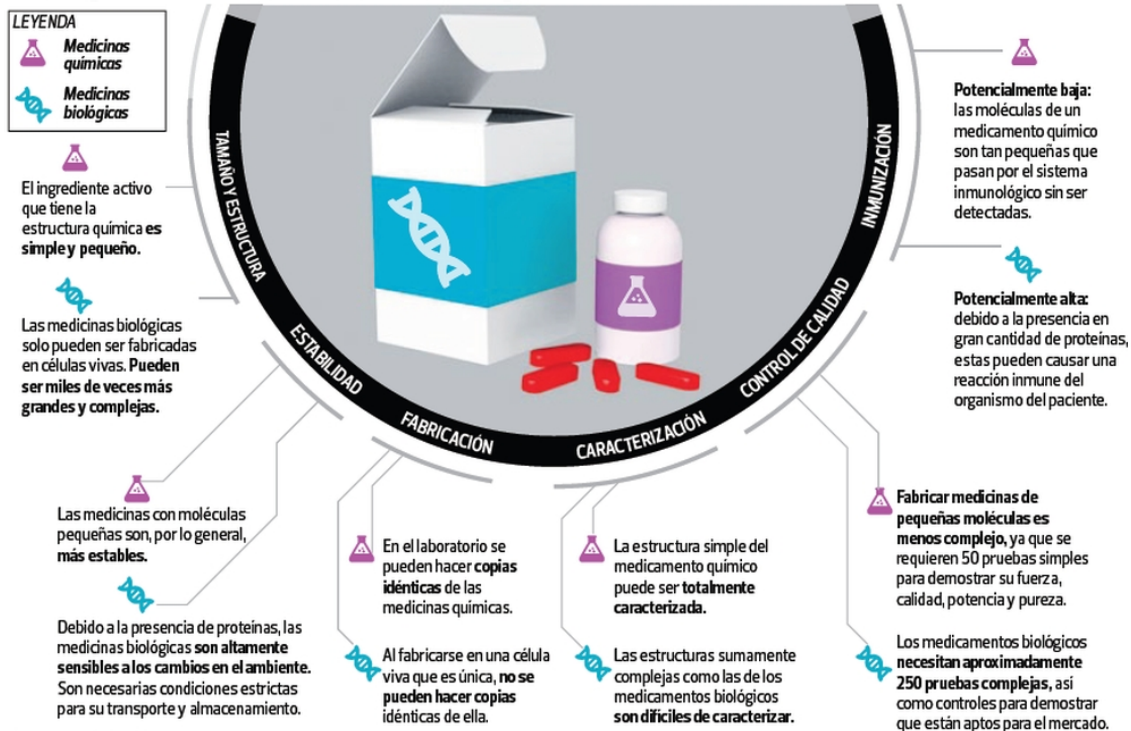 LEYENDA
Medicinas
químicas
Medicinas
biológicas
TAMAÑO Y ESTRUCTURA
El ingrediente activo
que tiene la
estructura química es
simple y pequeño.
Las medicinas biológicas
solo pueden ser fabricadas
en células vivas. Pueden
ser miles de veces más
grandes y complejas.
ESTABILIDAD
Las medicinas con moléculas
pequeñas son, por lo general,
más estables.
Debido a la presencia de proteínas, las
medicinas biológicas son altamente
sensibles a los cambios en el ambiente.
Son necesarias condiciones estrictas
para su transporte y almacenamiento.
FABRICACIÓN
En el laboratorio se
pueden hacer copias
idénticas de las
medicinas químicas.
Al fabricarse en una célula
viva que es única, no se
pueden hacer copias
idénticas de ella.
CARACTERIZACIÓN
La estructura simple del
medicamento químico
puede ser totalmente
caracterizada.
Las estructuras sumamente
complejas como las de los
medicamentos biológicos
son difíciles de caracterizar.
CONTROL DE CALIDAD
Fabricar medicinas de
pequeñas moléculas es
menos complejo, ya que se
requieren 50 pruebas simples
para demostrar su fuerza,
calidad, potencia y pureza.
Los medicamentos biológicos
necesitan aproximadamente
250 pruebas complejas, así
como controles para demostrar
que están aptos para el mercado.
INMUNIZACIÓN
Potencialmente baja:
las moléculas de un
medicamento químico
son tan pequeñas que
pasan por el sistema
inmunológico sin ser
detectadas.
Potencialmente alta:
debido a la presencia en
gran cantidad de proteínas,
estas pueden causar una
reacción inmune del
organismo del paciente.